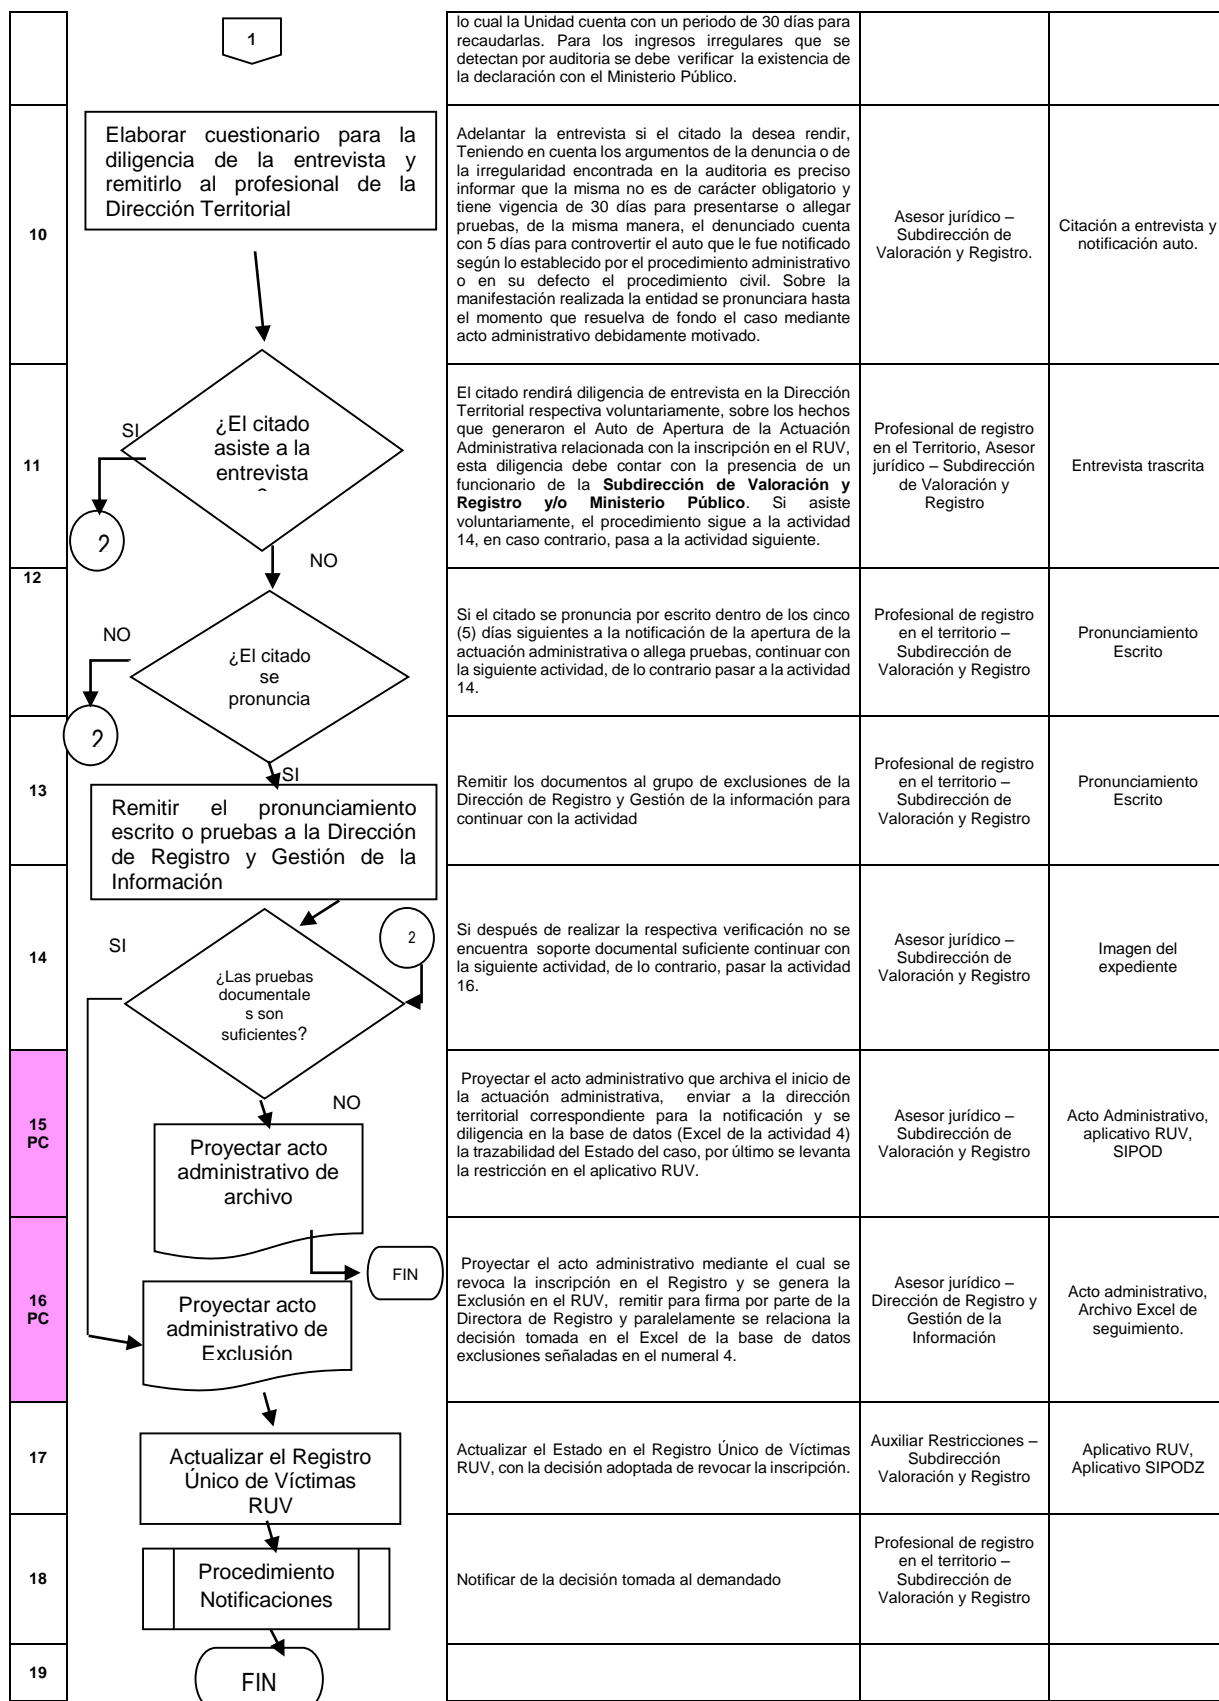 1
lo cual la Unidad cuenta con un periodo de 30 días para
recaudarlas. Para los ingresos irregulares que se
detectan por auditoria se debe verificar la existencia de
la declaración con el Ministerio Público.
10
Elaborar cuestionario para la
diligencia de la entrevista y
remitirlo al profesional de la
Dirección Territorial
Adelantar la entrevista si el citado la desea rendir,
Teniendo en cuenta los argumentos de la denuncia o de
la irregularidad encontrada en la auditoria es preciso
informar que la misma no es de carácter obligatorio y
tiene vigencia de 30 días para presentarse o allegar
pruebas, de la misma manera, el denunciado cuenta
con 5 días para controvertir el auto que le fue notificado
según lo establecido por el procedimiento administrativo
o en su defecto el procedimiento civil. Sobre la
manifestación realizada la entidad se pronunciara hasta
el momento que resuelva de fondo el caso mediante
acto administrativo debidamente motivado.
Asesor jurídico –
Subdirección de
Valoración y Registro.
Citación a entrevista y
notificación auto.
11
SI
¿El citado
asiste a la
entrevista
?
2
NO
El citado rendirá diligencia de entrevista en la Dirección
Territorial respectiva voluntariamente, sobre los hechos
que generaron el Auto de Apertura de la Actuación
Administrativa relacionada con la inscripción en el RUV,
esta diligencia debe contar con la presencia de un
funcionario de la Subdirección de Valoración y
Registro y/o Ministerio Público. Si asiste
voluntariamente, el procedimiento sigue a la actividad
14, en caso contrario, pasa a la actividad siguiente.
Profesional de registro
en el Territorio, Asesor
jurídico – Subdirección
de Valoración y
Registro
Entrevista trascrita
12
NO
¿El citado
se
pronuncia
2
SI
Si el citado se pronuncia por escrito dentro de los cinco
(5) días siguientes a la notificación de la apertura de la
actuación administrativa o allega pruebas, continuar con
la siguiente actividad, de lo contrario pasar a la actividad
14.
Profesional de registro
en el territorio –
Subdirección de
Valoración y Registro
Pronunciamiento
Escrito
13
Remitir el pronunciamiento
escrito o pruebas a la Dirección
de Registro y Gestión de la
Información
Remitir los documentos al grupo de exclusiones de la
Dirección de Registro y Gestión de la información para
continuar con la actividad
Profesional de registro
en el territorio –
Subdirección de
Valoración y Registro
Pronunciamiento
Escrito
14
SI
2
¿Las pruebas
documentale
s son
suficientes?
NO
Si después de realizar la respectiva verificación no se
encuentra soporte documental suficiente continuar con
la siguiente actividad, de lo contrario, pasar la actividad
16.
Asesor jurídico –
Subdirección de
Valoración y Registro
Imagen del
expediente
15
PC
Proyectar acto
administrativo de
archivo
Proyectar el acto administrativo que archiva el inicio de
la actuación administrativa, enviar a la dirección
territorial correspondiente para la notificación y se
diligencia en la base de datos (Excel de la actividad 4)
la trazabilidad del Estado del caso, por último se levanta
la restricción en el aplicativo RUV.
Asesor jurídico –
Subdirección de
Valoración y Registro
Acto Administrativo,
aplicativo RUV,
SIPOD
16
PC
FIN
Proyectar acto
administrativo de
Exclusión
Proyectar el acto administrativo mediante el cual se
revoca la inscripción en el Registro y se genera la
Exclusión en el RUV, remitir para firma por parte de la
Directora de Registro y paralelamente se relaciona la
decisión tomada en el Excel de la base de datos
exclusiones señaladas en el numeral 4.
Asesor jurídico –
Dirección de Registro y
Gestión de la
Información
Acto administrativo,
Archivo Excel de
seguimiento.
17
Actualizar el Registro
Único de Víctimas
RUV
Actualizar el Estado en el Registro Único de Víctimas
RUV, con la decisión adoptada de revocar la inscripción.
Auxiliar Restricciones –
Subdirección
Valoración y Registro
Aplicativo RUV,
Aplicativo SIPODZ
18
Procedimiento
Notificaciones
Notificar de la decisión tomada al demandado
Profesional de registro
en el territorio –
Subdirección de
Valoración y Registro
19
FIN